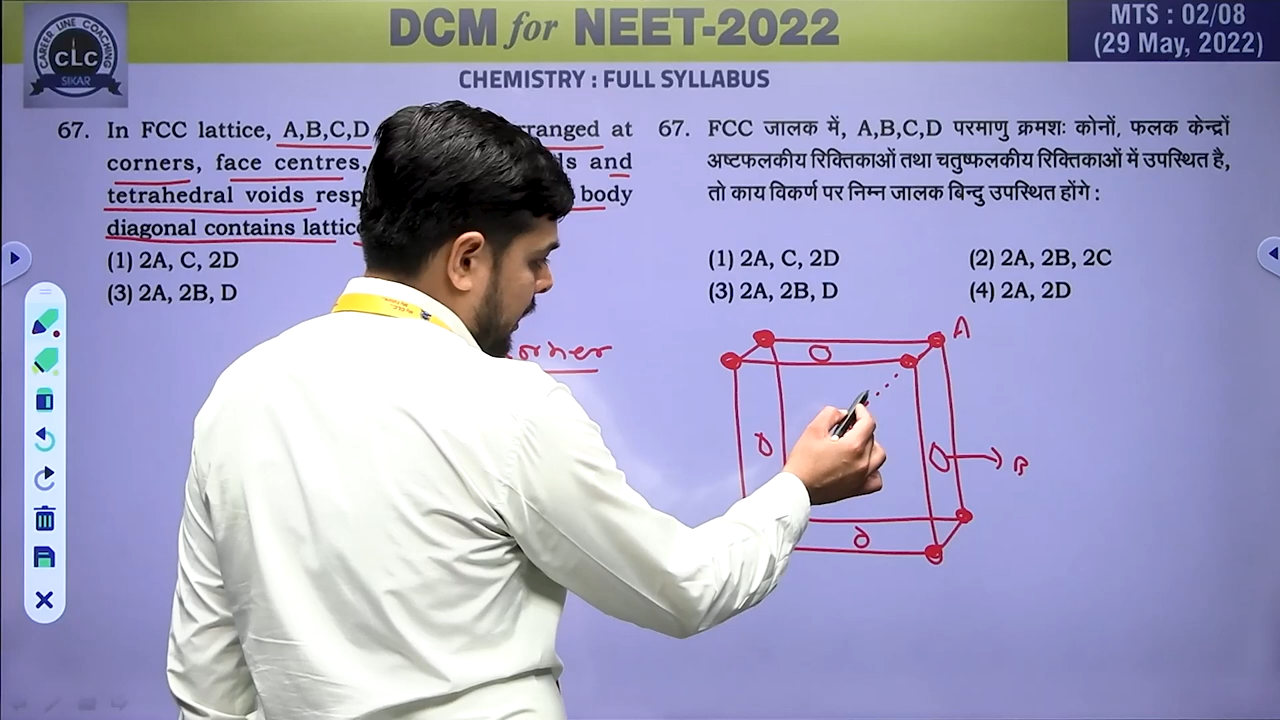 CAREER LINE COACHING
CLC
SIKAR
DCM for NEET-2022
MTS : 02/08
(29 May, 2022)
CHEMISTRY : FULL SYLLABUS
67. In FCC lattice, A,B,C,D ranged at
corners, face centres, and
tetrahedral voids body
diagonal contains
(1) 2A, C, 2D
(3) 2A, 2B, D
orner
67. FCC जालक में, A,B,C,D परमाणु क्रमशः कोनों, फलक केन्द्रों
अष्टफलकीय रिक्तिकाओं तथा चतुष्फलकीय रिक्तिकाओं में उपस्थित है,
तो काय विकर्ण पर निम्न जालक बिन्दु उपस्थित होंगे :
(1) 2A, C, 2D (2) 2A, 2B, 2C
(3) 2A, 2B, D (4) 2A, 2D
A
B